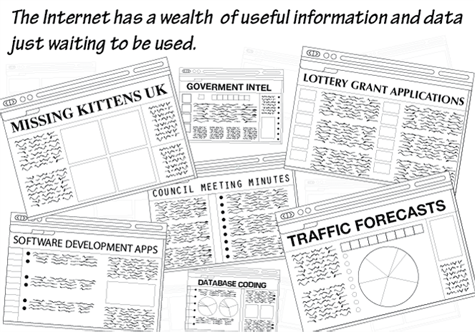 The Internet has a wealth of useful information and data
just waiting to be used.
MISSING KITTENS UK
GOVERMENT INTEL
LOTTERY GRANT APPLICATIONS
COUNCIL MEETING MINUTES
SOFTWARE DEVELOPMENT APPS
TRAFFIC FORECASTS
DATABASE CODING